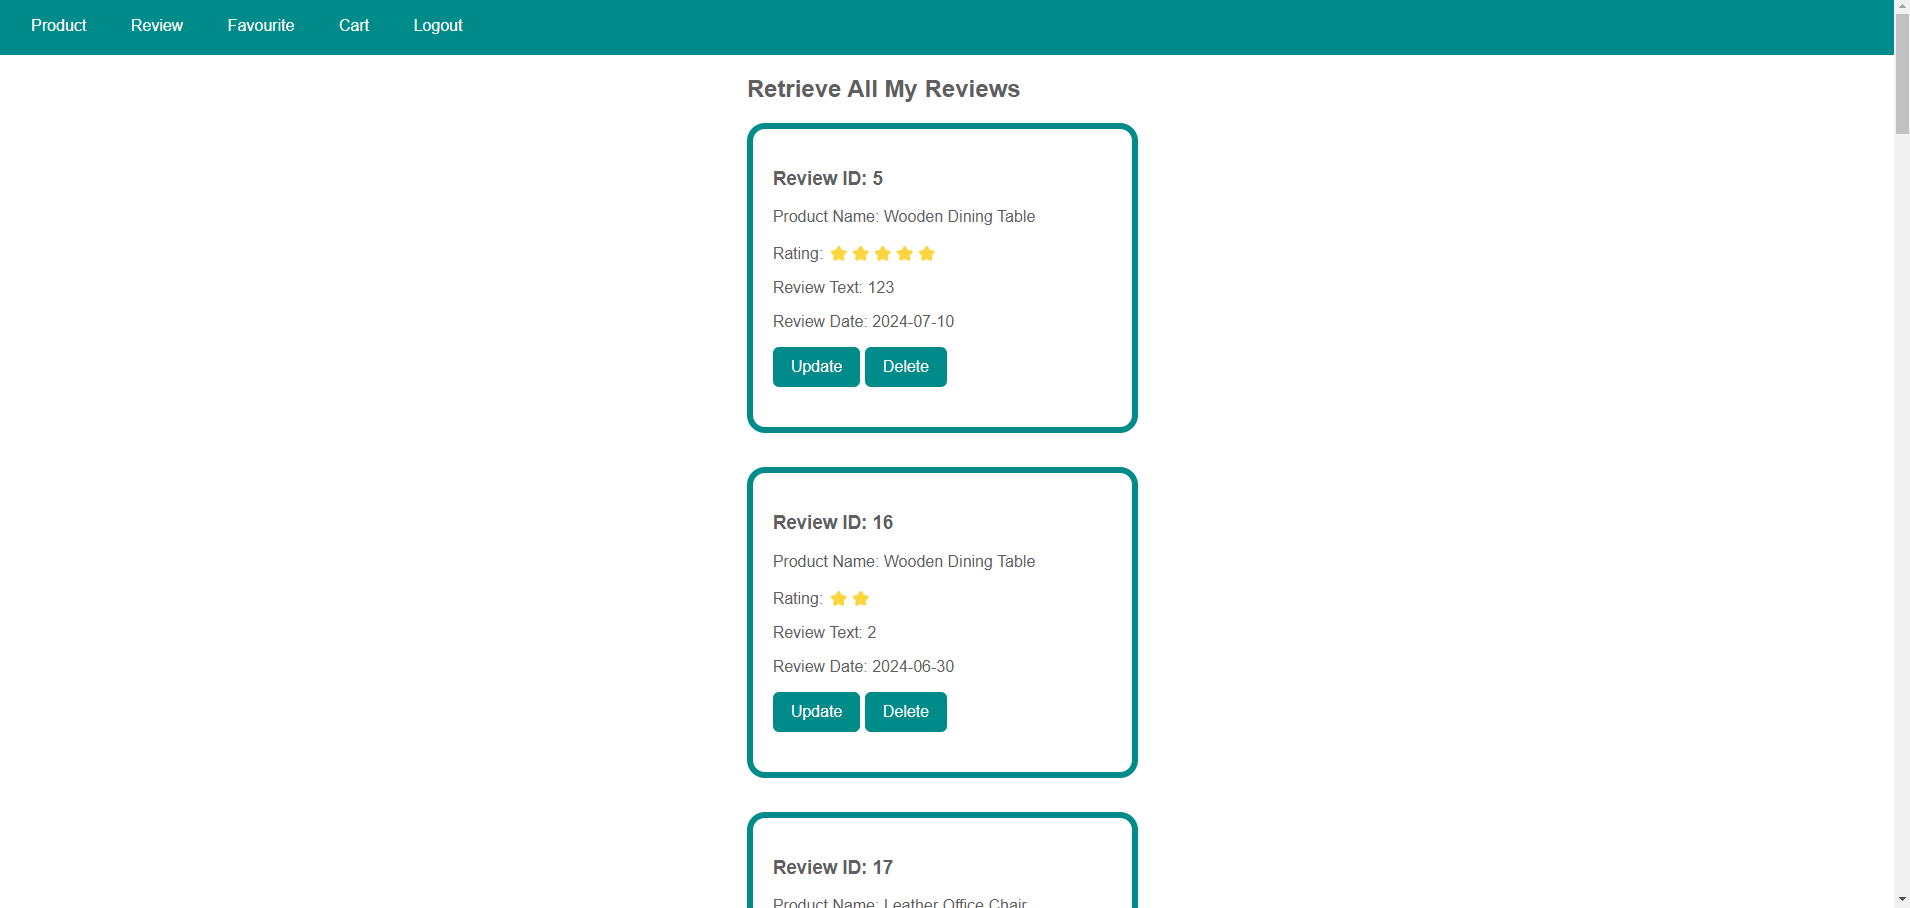 Product Review Favourite Cart Logout
Retrieve All My Reviews
Review ID: 5
Product Name: Wooden Dining Table
Rating:
Review Text: 123
Review Date: 2024-07-10
Update Delete
Review ID: 16
Product Name: Wooden Dining Table
Rating:
Review Text: 2
Review Date: 2024-06-30
Update Delete
Review ID: 17
Product Name: Leather Office Chair